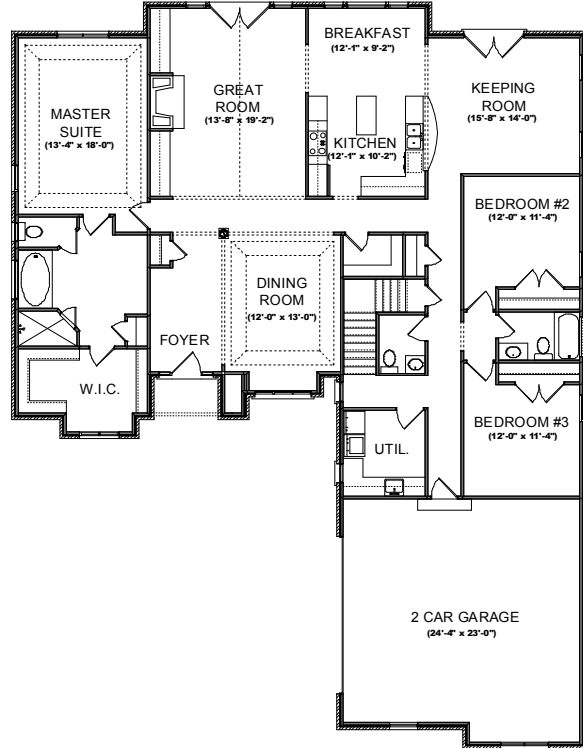 BREAKFAST
(12'-1" x 9'-2")
GREAT
ROOM
(13'-8" x 19'-2")
KEEPING
ROOM
(15'-8" x 14'-0")
MASTER
SUITE
(13'-4" x 18'-0")
KITCHEN
(12'-1" x 10'-2")
BEDROOM #2
(12'-0" x 11'-4")
DINING
ROOM
(12'-0" x 13'-0")
FOYER
W.I.C.
BEDROOM #3
(12'-0" x 11'-4")
UTIL.
2 CAR GARAGE
(24'-4" x 23'-0")